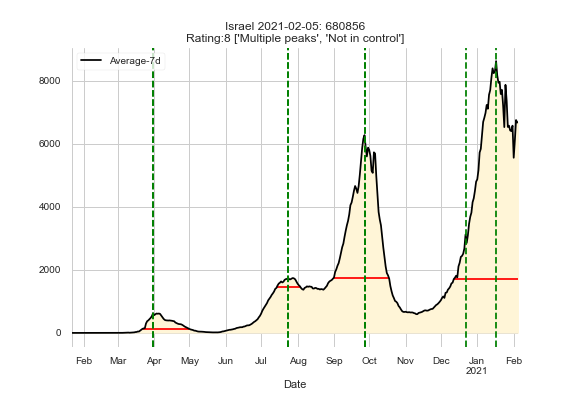 Israel 2021-02-05: 680856
Rating:8 ['Multiple peaks', 'Not in control']
Average-7d
8000
6000
4000
2000
0
Feb Mar Apr May Jun Jul Aug Sep Oct Nov Dec Jan Feb
2021
Date